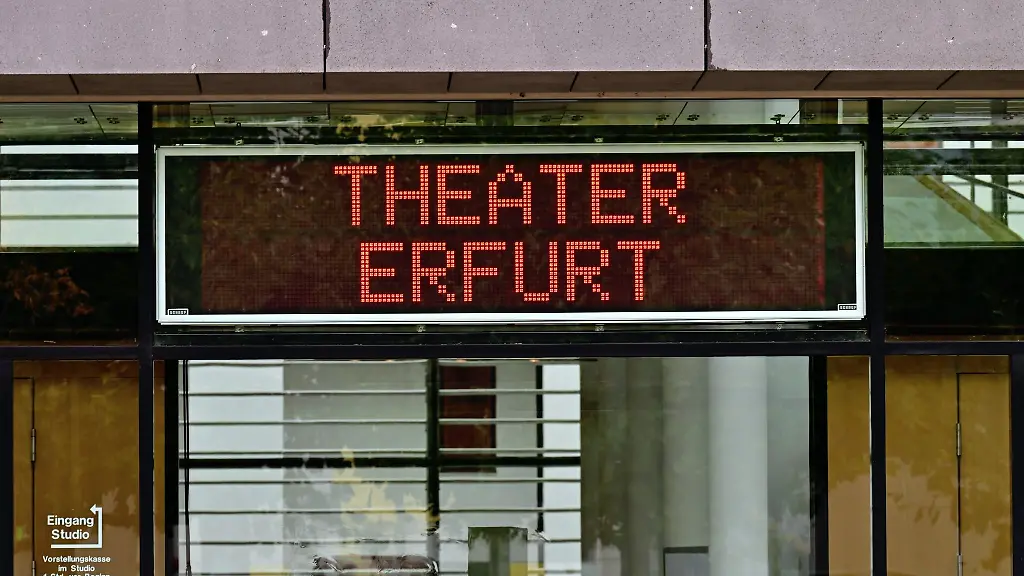 THEATER
ERFURT
Eingang
Studio
Vorstellungskasse
im Studio